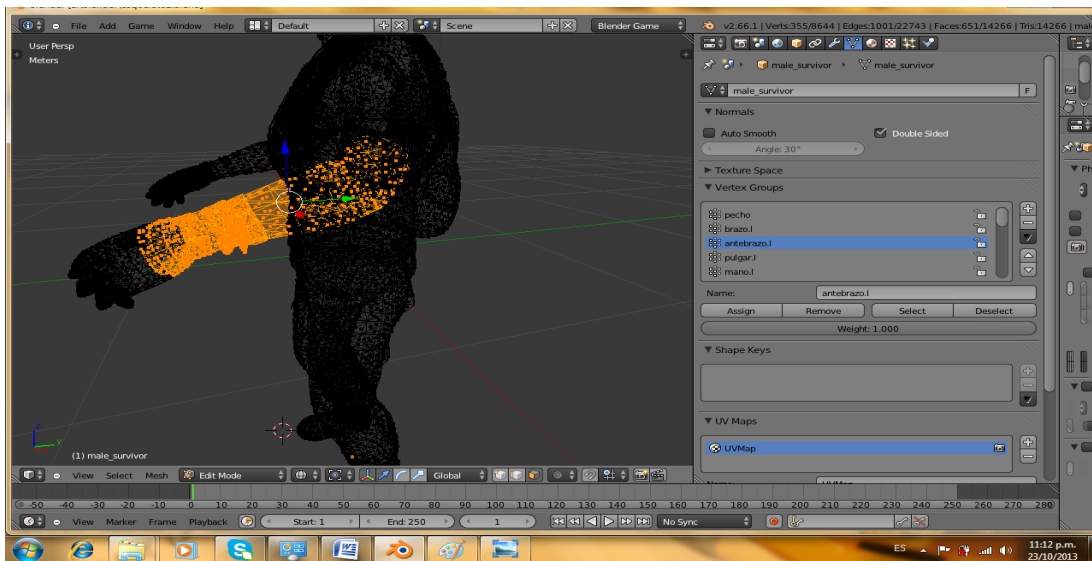 File Add Game Window Help Default Scene Blender Game v2.66.1 | Verts:355/8644 | Edges:1001/22743 | Faces:651/14266 | Tris:14266 |
User Persp
Meters
male_survivor male_survivor
male_survivor F
Normals
Auto Smooth Double Sided
Angle: 30°
Texture Space
Vertex Groups
pecho
brazo.l
antebrazo.l
pulgar.l
mano.l
Name: antebrazo.l
Assign Remove Select Deselect
Weight: 1.000
Shape Keys
UV Maps
UVMap
z
y
(1) male_survivor
View Select Mesh Edit Mode Global
-50 -40 -30 -20 -10 0 10 20 30 40 50 60 70 80 90 100 110 120 130 140 150 160 170 180 190 200 210 220 230 240 250 260 270 280
View Marker Frame Playback Start: 1 End: 250 1 No Sync
ES 11:12 p.m.
23/10/2013